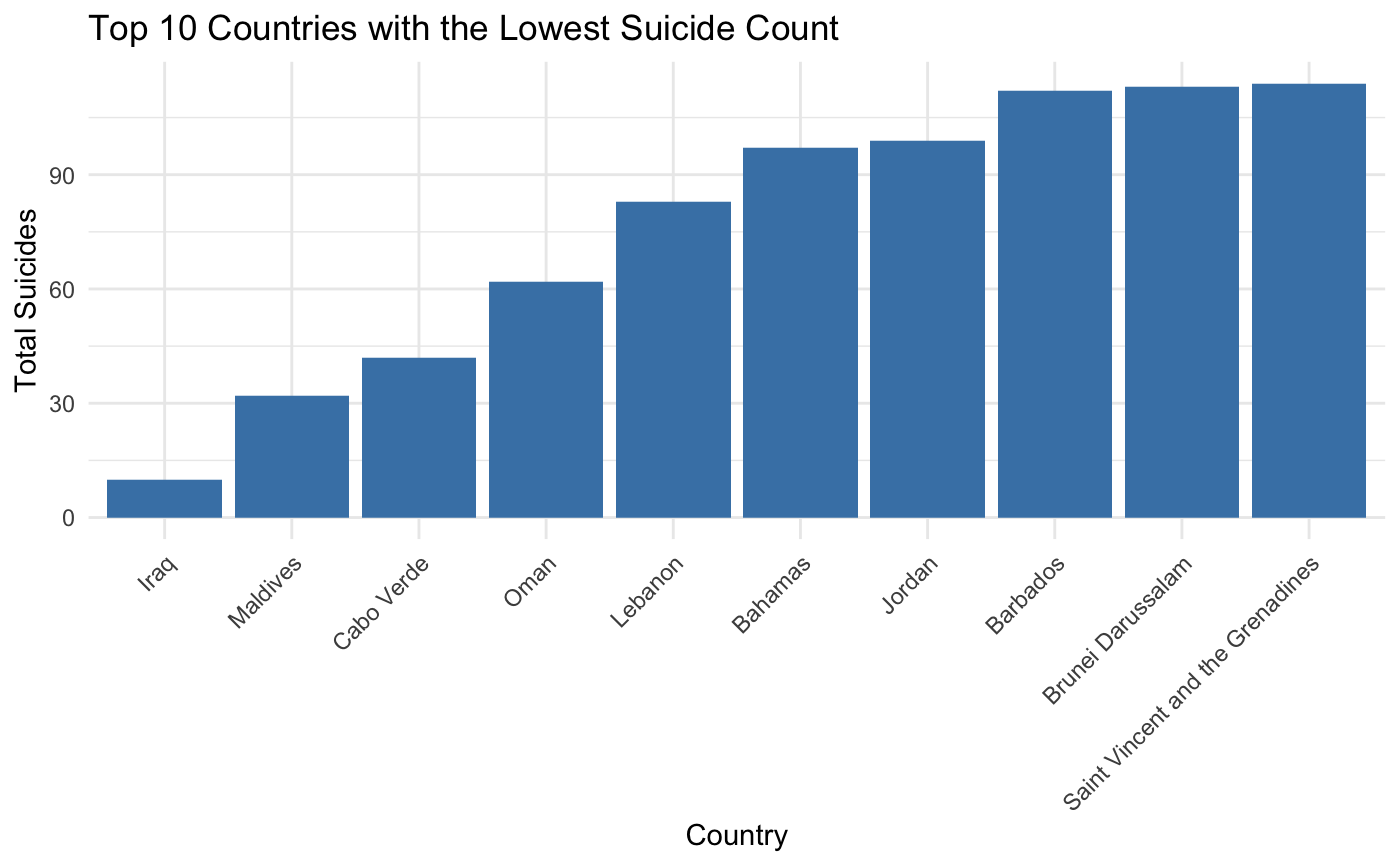 Top 10 Countries with the Lowest Suicide Count
Total Suicides
90
60
30
0
Iraq
Maldives
Cabo Verde
Oman
Lebanon
Bahamas
Jordan
Barbados
Brunei Darussalam
Saint Vincent and the Grenadines
Country